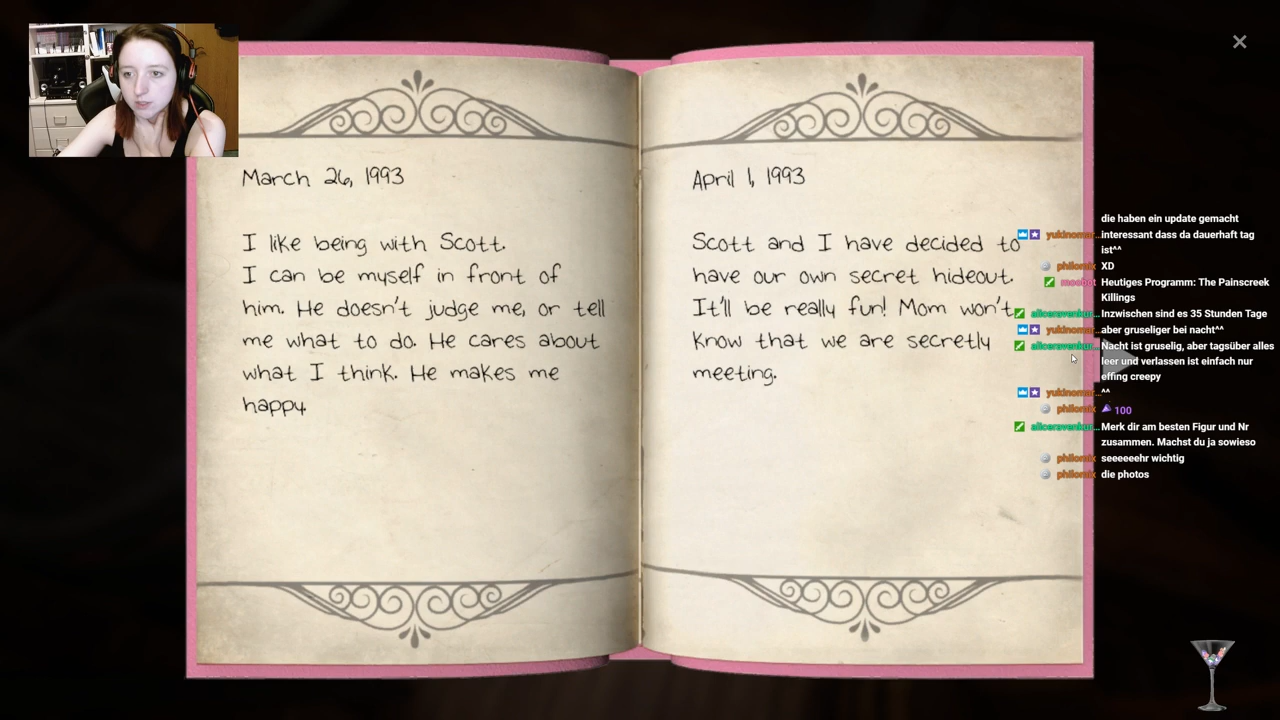 March 26, 1993
I like being with Scott.
I can be myself in front of
him. He doesn't judge me, or tell
me what to do. He cares about
what I think. He makes me
happy.
April 1, 1993
Scott and I have decided to
have our own secret hideout.
It'll be really fun! Mom won't
know that we are secretly
meeting.
die haben ein update gemacht
interessant dass da dauerhaft tag
ist^^
XD
Heutiges Programm: The Painscreek
Killings
Inzwischen sind es 35 Stunden Tage
aber gruseliger bei nacht^^
Nacht ist gruselig, aber tagsüber alles
leer und verlassen ist einfach nur
effing creepy
^^
100
Merk dir am besten Figur und Nr
zusammen. Machst du ja sowieso
seeeeeehr wichtig
die photos